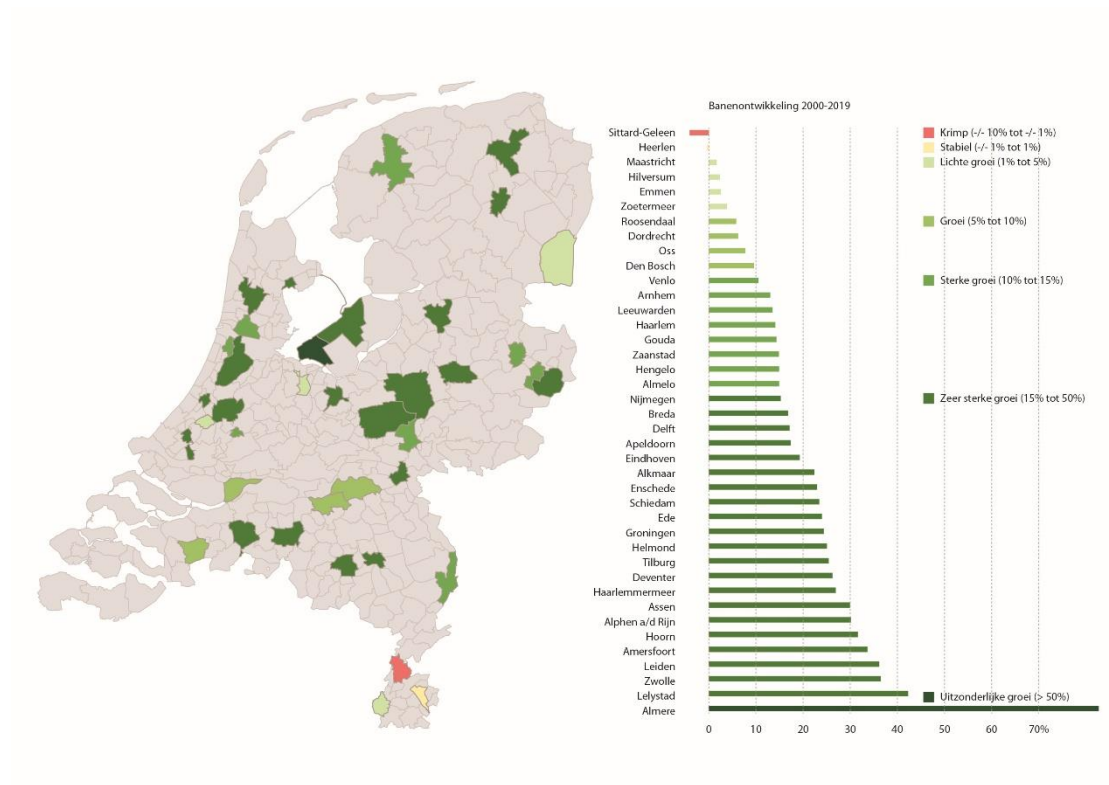 Banenontwikkeling 2000-2019
Sittard-Geleen
Krimp (-/- 10% tot -/- 1%)
Heerlen
Stabiel (-/- 1% tot 1%)
Maastricht
Lichte groei (1% tot 5%)
Hilversum
Emmen
Zoetermeer
Roosendaal
Groei (5% tot 10%)
Dordrecht
Oss
Den Bosch
Venlo
Sterke groei (10% tot 15%)
Arnhem
Leeuwarden
Haarlem
Gouda
Zaanstad
Hengelo
Almelo
Nijmegen
Zeer sterke groei (15% tot 50%)
Breda
Delft
Apeldoorn
Eindhoven
Alkmaar
Enschede
Schiedam
Ede
Groningen
Helmond
Tilburg
Deventer
Haarlemmermeer
Assen
Alphen a/d Rijn
Hoorn
Amersfoort
Leiden
Zwolle
Lelystad
Uitzonderlijke groei (> 50%)
Almere
0 10 20 30 40 50 60 70%